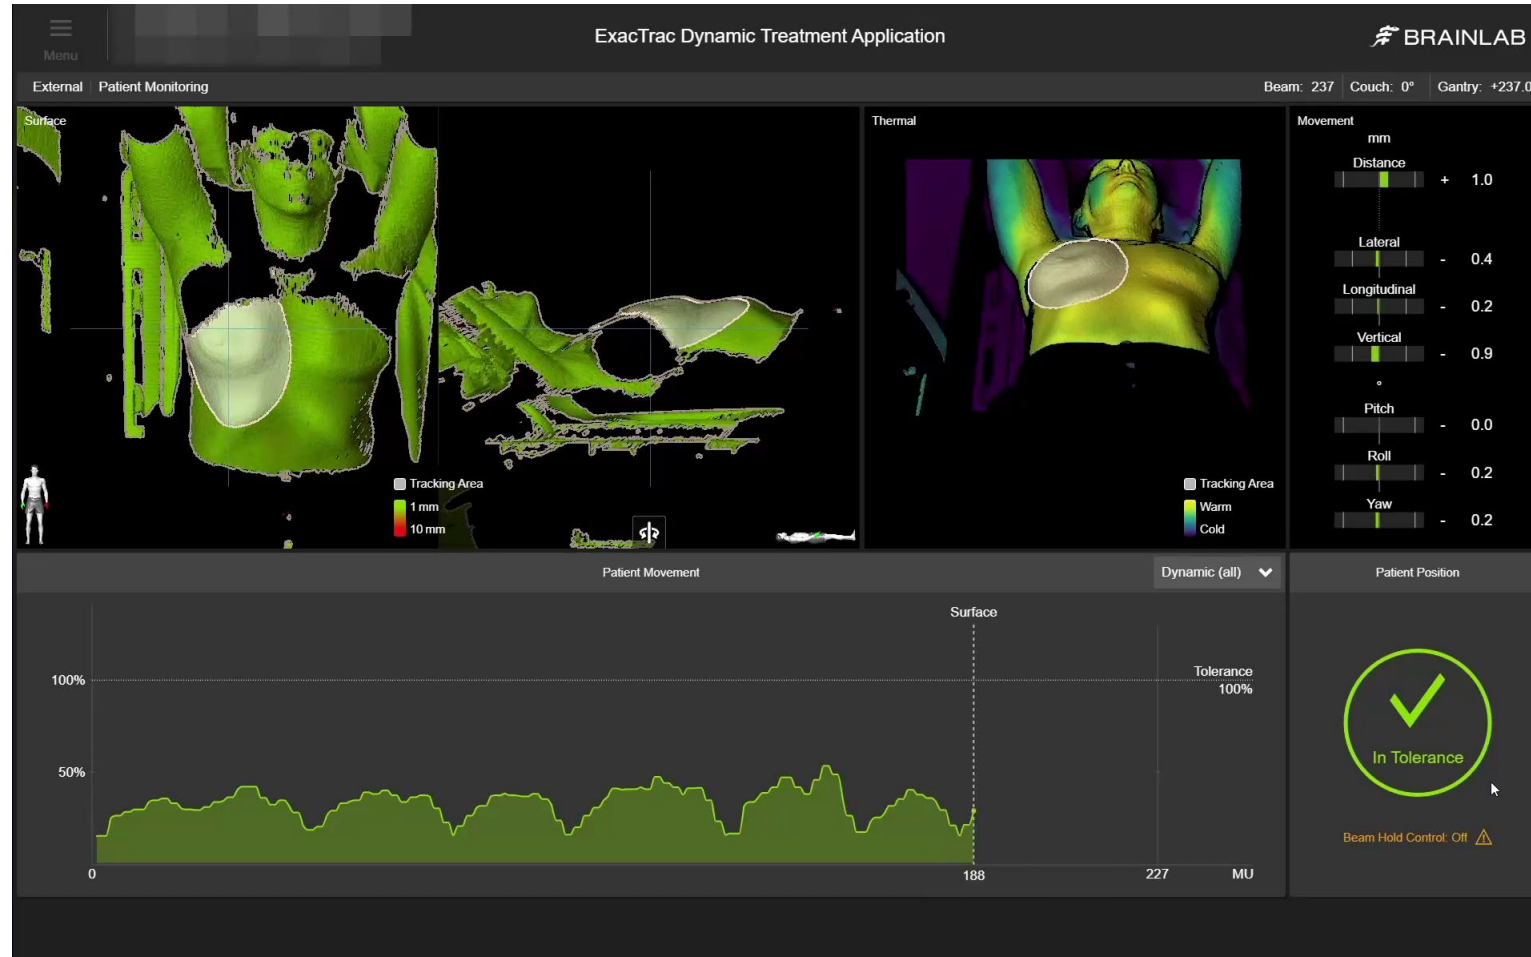 Menu
ExacTrac Dynamic Treatment Application
BRAINLAB
External Patient Monitoring
Beam: 237 Couch: 0° Gantry: +237.0
Surface
Tracking Area
1 mm
10 mm
Thermal
Tracking Area
Warm
Cold
Movement
mm
Distance
+ 1.0
Lateral
- 0.4
Longitudinal
- 0.2
Vertical
- 0.9
°
Pitch
- 0.0
Roll
- 0.2
Yaw
- 0.2
Patient Movement
Dynamic (all)
Surface
100%
Tolerance
100%
50%
0
188
227
MU
Patient Position
In Tolerance
Beam Hold Control: Off